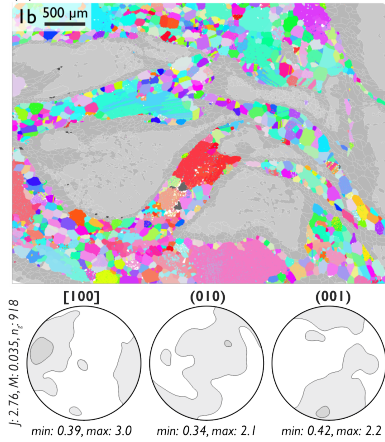 1b 500 μm
[100] (010) (001)
J: 2.76, M: 0.035, nε: 918
min: 0.39, max: 3.0 min: 0.34, max: 2.1 min: 0.42, max: 2.2